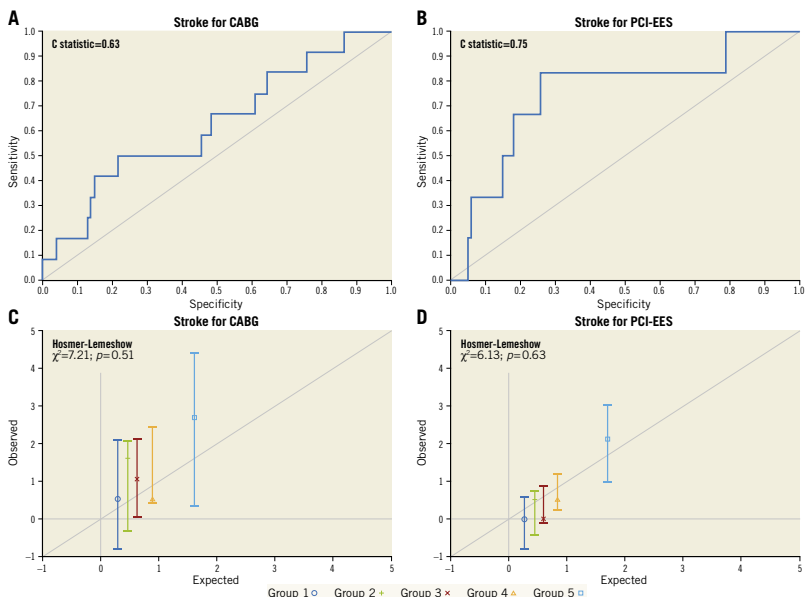 A
Stroke for CABG
C statistic=0.63
Sensitivity
1.0
0.9
0.8
0.7
0.6
0.5
0.4
0.3
0.2
0.1
0.0
0.0 0.1 0.2 0.3 0.4 0.5 0.6 0.7 0.8 0.9 1.0
Specificity
B
Stroke for PCI-EES
C statistic=0.75
Sensitivity
1.0
0.9
0.8
0.7
0.6
0.5
0.4
0.3
0.2
0.1
0.0
0.0 0.1 0.2 0.3 0.4 0.5 0.6 0.7 0.8 0.9 1.0
Specificity
C
Stroke for CABG
Hosmer-Lemeshow
χ²=7.21; p=0.51
Observed
5
4
3
2
1
0
−1
−1 0 1 2 3 4 5
Expected
D
Stroke for PCI-EES
Hosmer-Lemeshow
χ²=6.13; p=0.63
Observed
5
4
3
2
1
0
−1
−1 0 1 2 3 4 5
Expected
Group 1 Group 2 Group 3 Group 4 Group 5